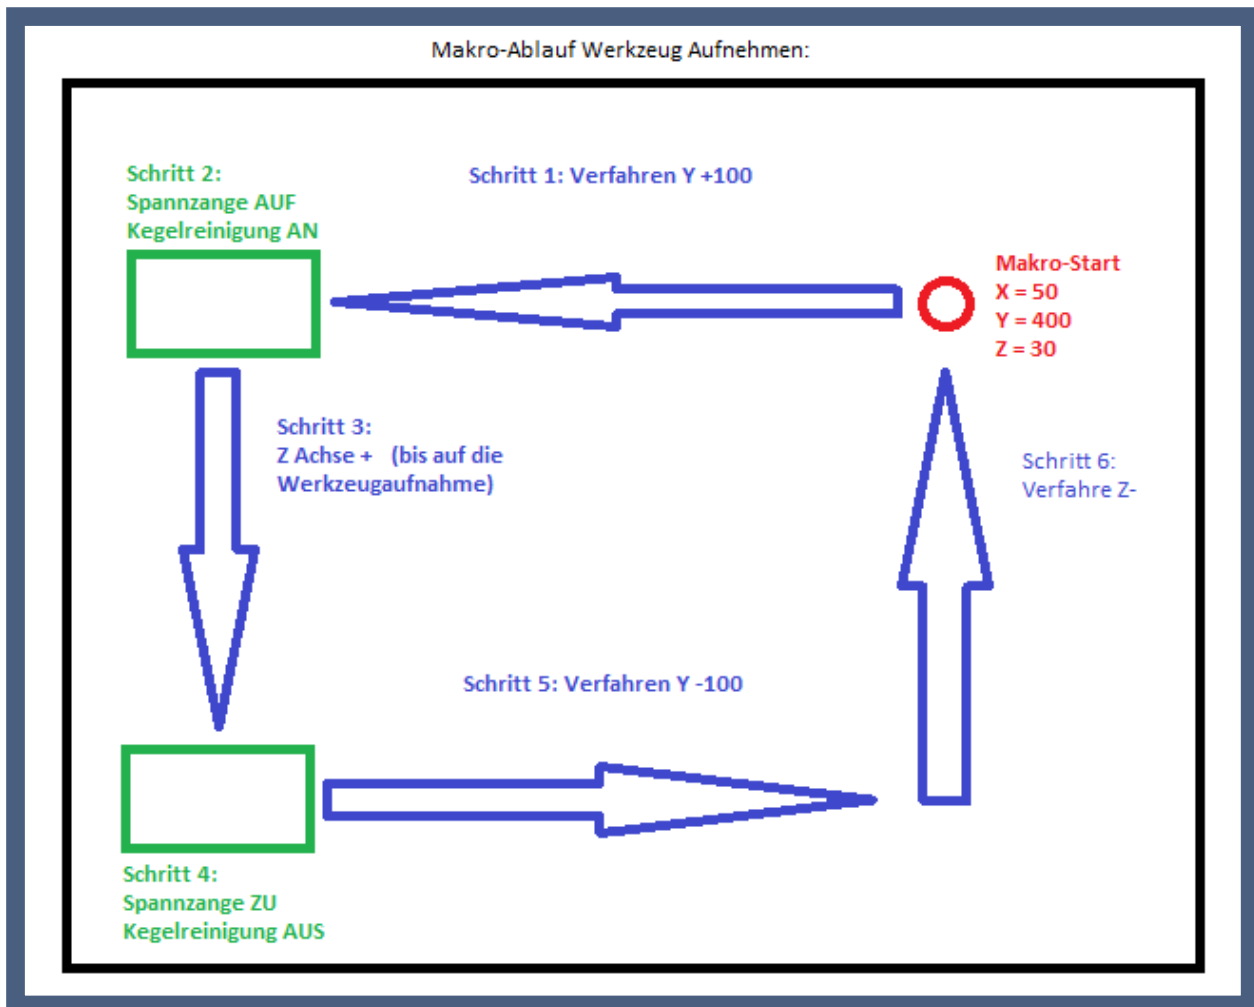 Makro-Ablauf Werkzeug Aufnehmen:
Schritt 2:
Spannzange AUF
Kegelreinigung AN
Schritt 1: Verfahren Y +100
Makro-Start
X = 50
Y = 400
Z = 30
Schritt 3:
Z Achse + (bis auf die
Werkzeugaufnahme)
Schritt 6:
Verfahre Z-
Schritt 5: Verfahren Y -100
Schritt 4:
Spannzange ZU
Kegelreinigung AUS